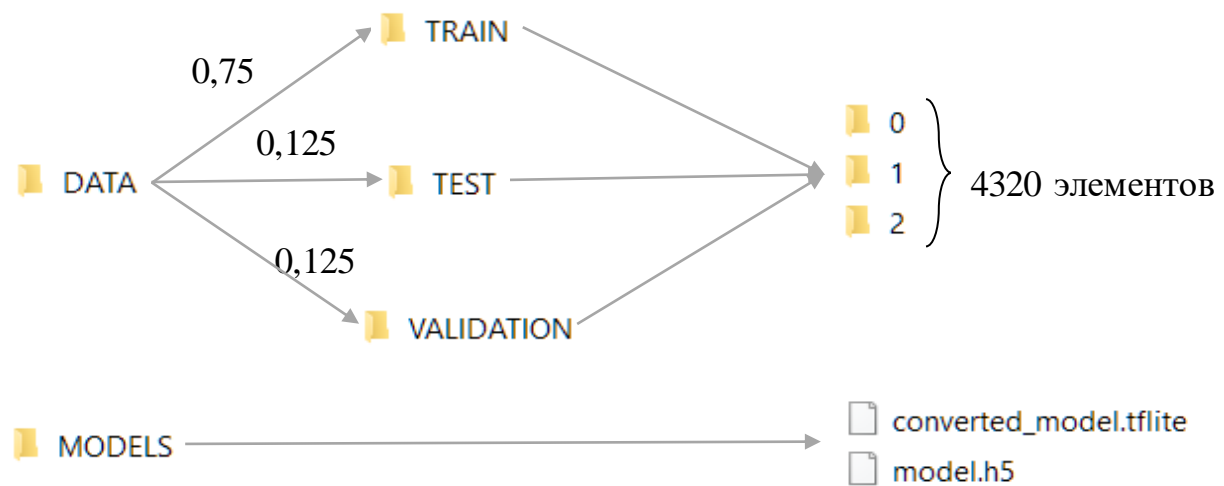 TRAIN
0,75
0,125
DATA
TEST
0,125
VALIDATION
0
1
2
4320 элементов
MODELS
converted_model.tflite
model.h5